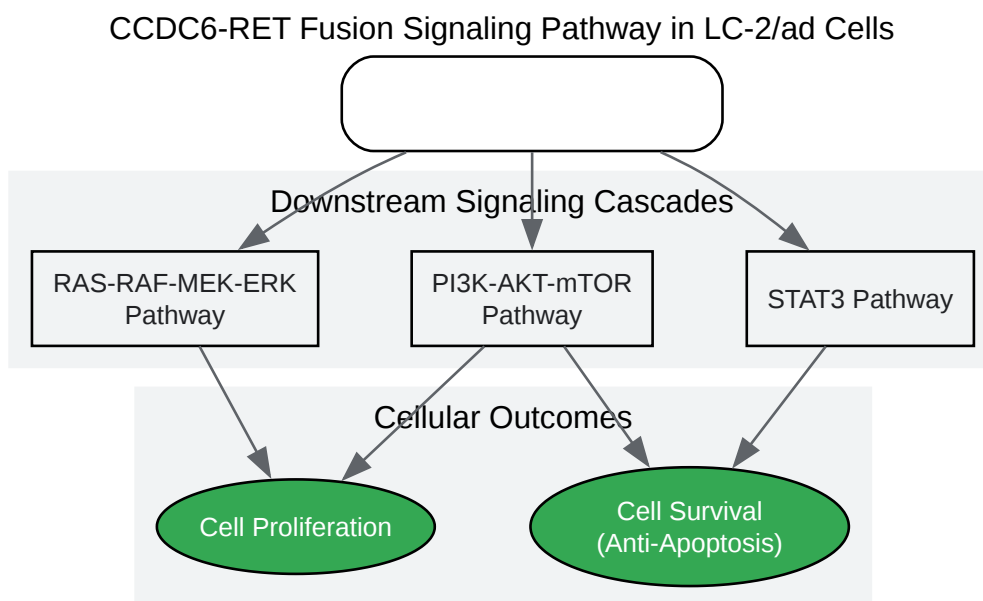 CCDC6-RET Fusion Signaling Pathway in LC-2/ad Cells
Downstream Signaling Cascades
RAS-RAF-MEK-ERK
Pathway
PI3K-AKT-mTOR
Pathway
STAT3 Pathway
Cellular Outcomes
Cell Proliferation
Cell Survival
(Anti-Apoptosis)